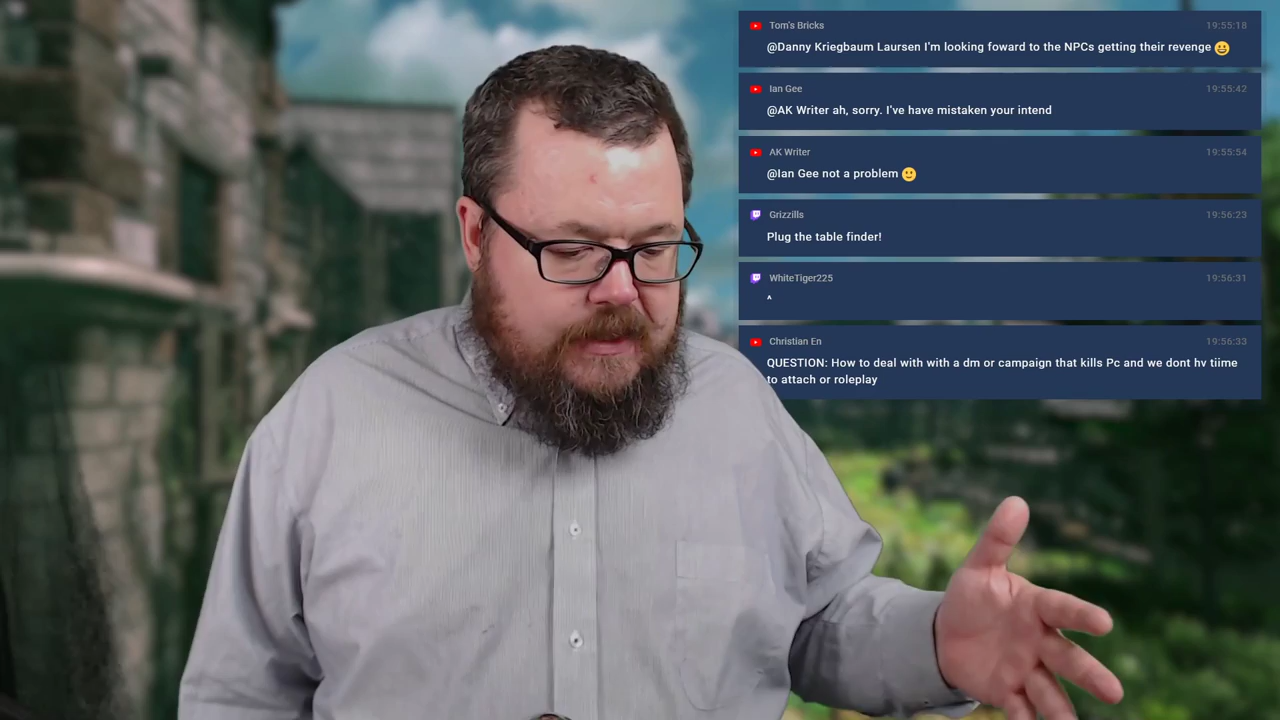 Tom's Bricks 19:55:18
@Danny Kriegbaum Laursen I'm looking foward to the NPCs getting their revenge 😀
Ian Gee 19:55:42
@AK Writer ah, sorry. I've have mistaken your intend
AK Writer 19:55:54
@Ian Gee not a problem 🙂
Grizzills 19:56:23
Plug the table finder!
WhiteTiger225 19:56:31
^
Christian En 19:56:33
QUESTION: How to deal with with a dm or campaign that kills Pc and we dont hv tiime
to attach or roleplay